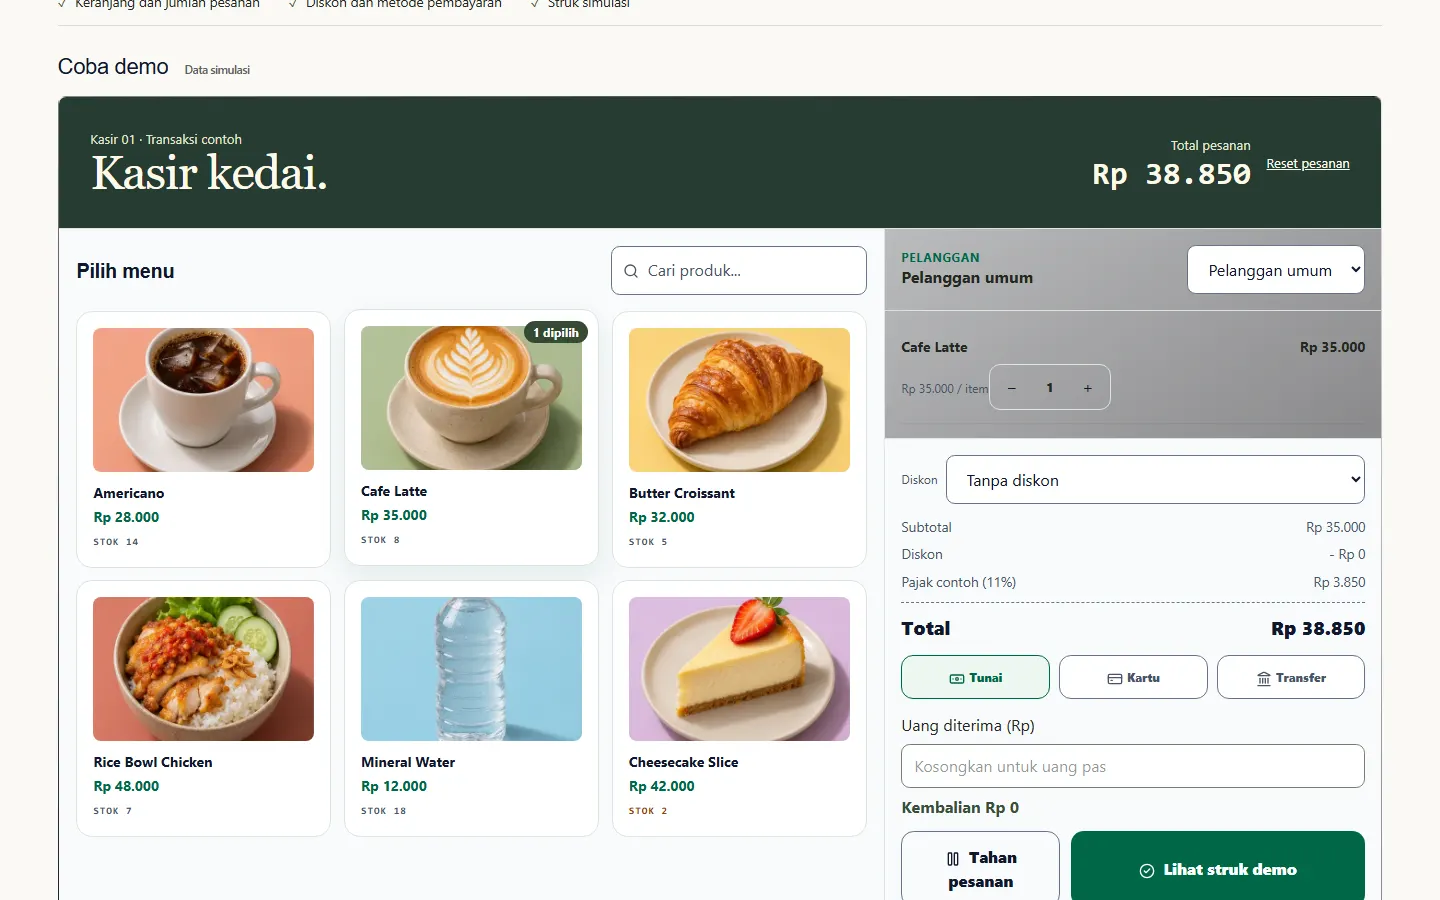 ✓ Keranjang dan jumlah pesanan ✓ Diskon dan metode pembayaran ✓ Struk simulasi
Coba demo Data simulasi
Kasir 01 · Transaksi contoh
Kasir kedai.
Total pesanan
Rp 38.850
Reset pesanan
Pilih menu
Cari produk...
Americano
Rp 28.000
STOK 14
1 dipilih
Cafe Latte
Rp 35.000
STOK 8
Butter Croissant
Rp 32.000
STOK 5
Rice Bowl Chicken
Rp 48.000
STOK 7
Mineral Water
Rp 12.000
STOK 18
Cheesecake Slice
Rp 42.000
STOK 2
PELANGGAN
Pelanggan umum
Pelanggan umum
Cafe Latte Rp 35.000
Rp 35.000 / item − 1 +
Diskon Tanpa diskon
Subtotal Rp 35.000
Diskon - Rp 0
Pajak contoh (11%) Rp 3.850
Total Rp 38.850
Tunai Kartu Transfer
Uang diterima (Rp)
Kosongkan untuk uang pas
Kembalian Rp 0
Tahan
pesanan
Lihat struk demo